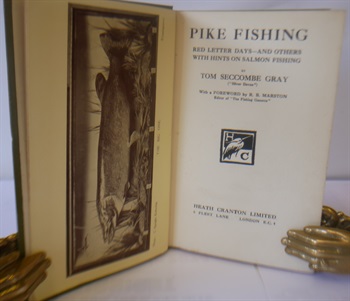 PIKE FISHING
RED LETTER DAYS—AND OTHERS
WITH HINTS ON SALMON FISHING
BY
TOM SECCOMBE GRAY
With a FOREWORD by R. B. MARSTON
Editor of "The Fishing Gazette"
H
C
HEATH CRANTON LIMITED
6 FLEET LANE LONDON E.C. 4